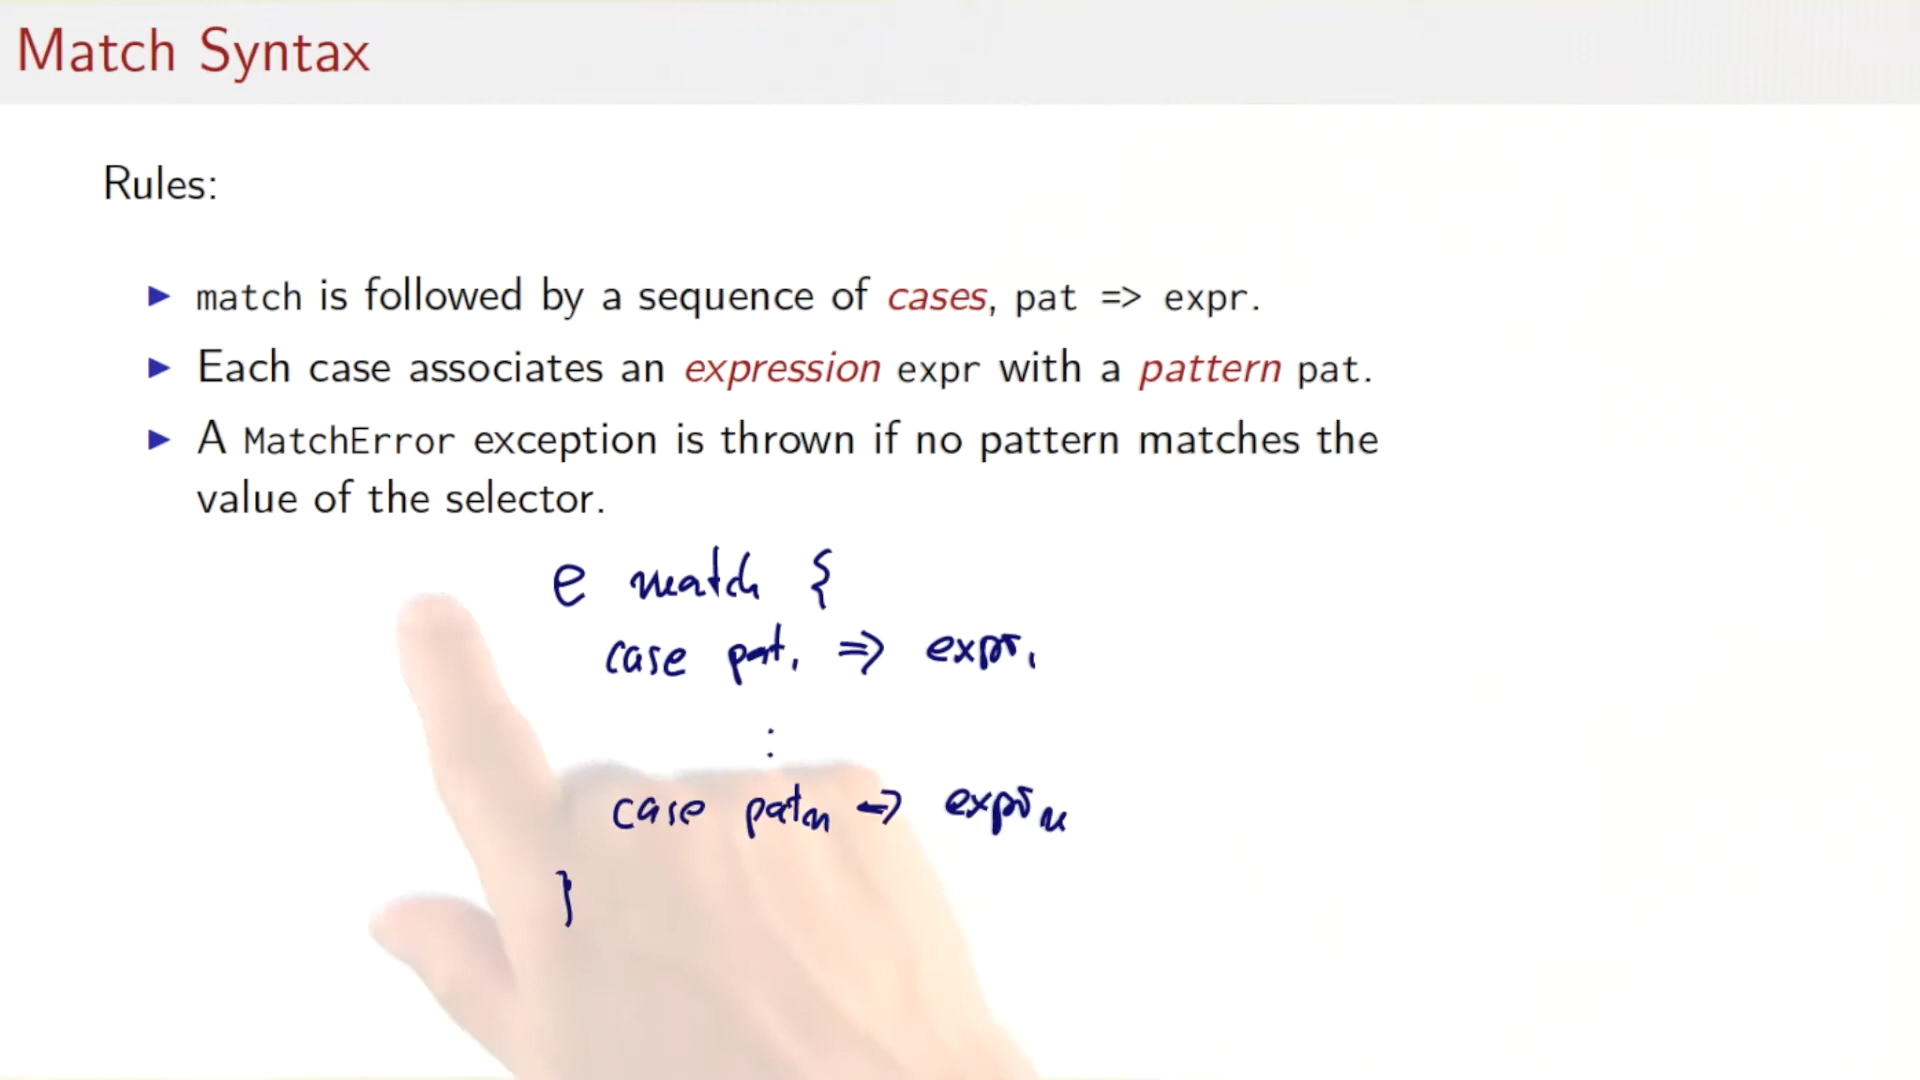 Match Syntax
Rules:
▶ match is followed by a sequence of cases, pat => expr.
▶ Each case associates an expression expr with a pattern pat.
▶ A MatchError exception is thrown if no pattern matches the
value of the selector.
e match {
case pat₁ => expr₁
:
case patₙ => exprₙ
}